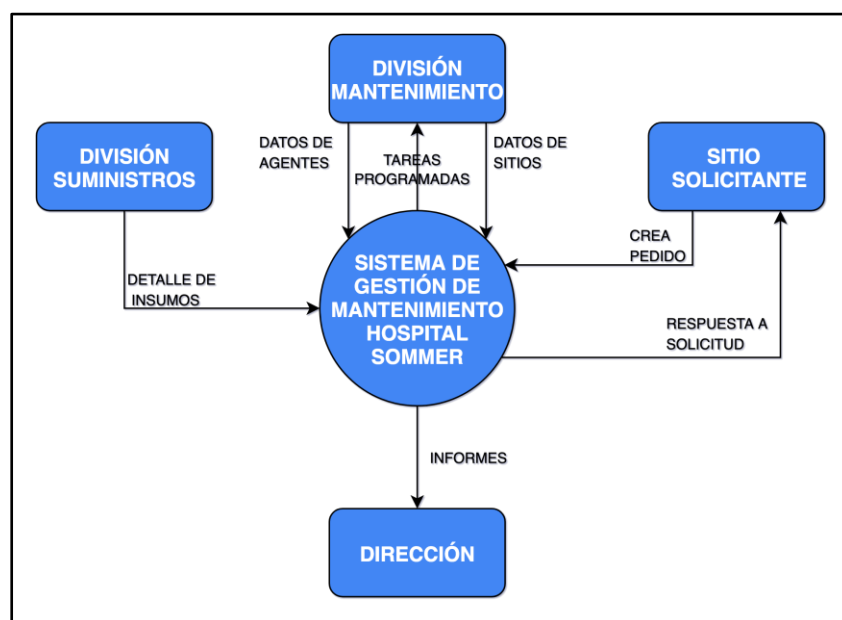 DIVISIÓN
MANTENIMIENTO
DIVISIÓN
SUMINISTROS
SITIO
SOLICITANTE
DATOS DE
AGENTES
TAREAS
PROGRAMADAS
DATOS DE
SITIOS
CREA
PEDIDO
DETALLE DE
INSUMOS
SISTEMA DE
GESTIÓN DE
MANTENIMIENTO
HOSPITAL
SOMMER
RESPUESTA A
SOLICITUD
INFORMES
DIRECCIÓN